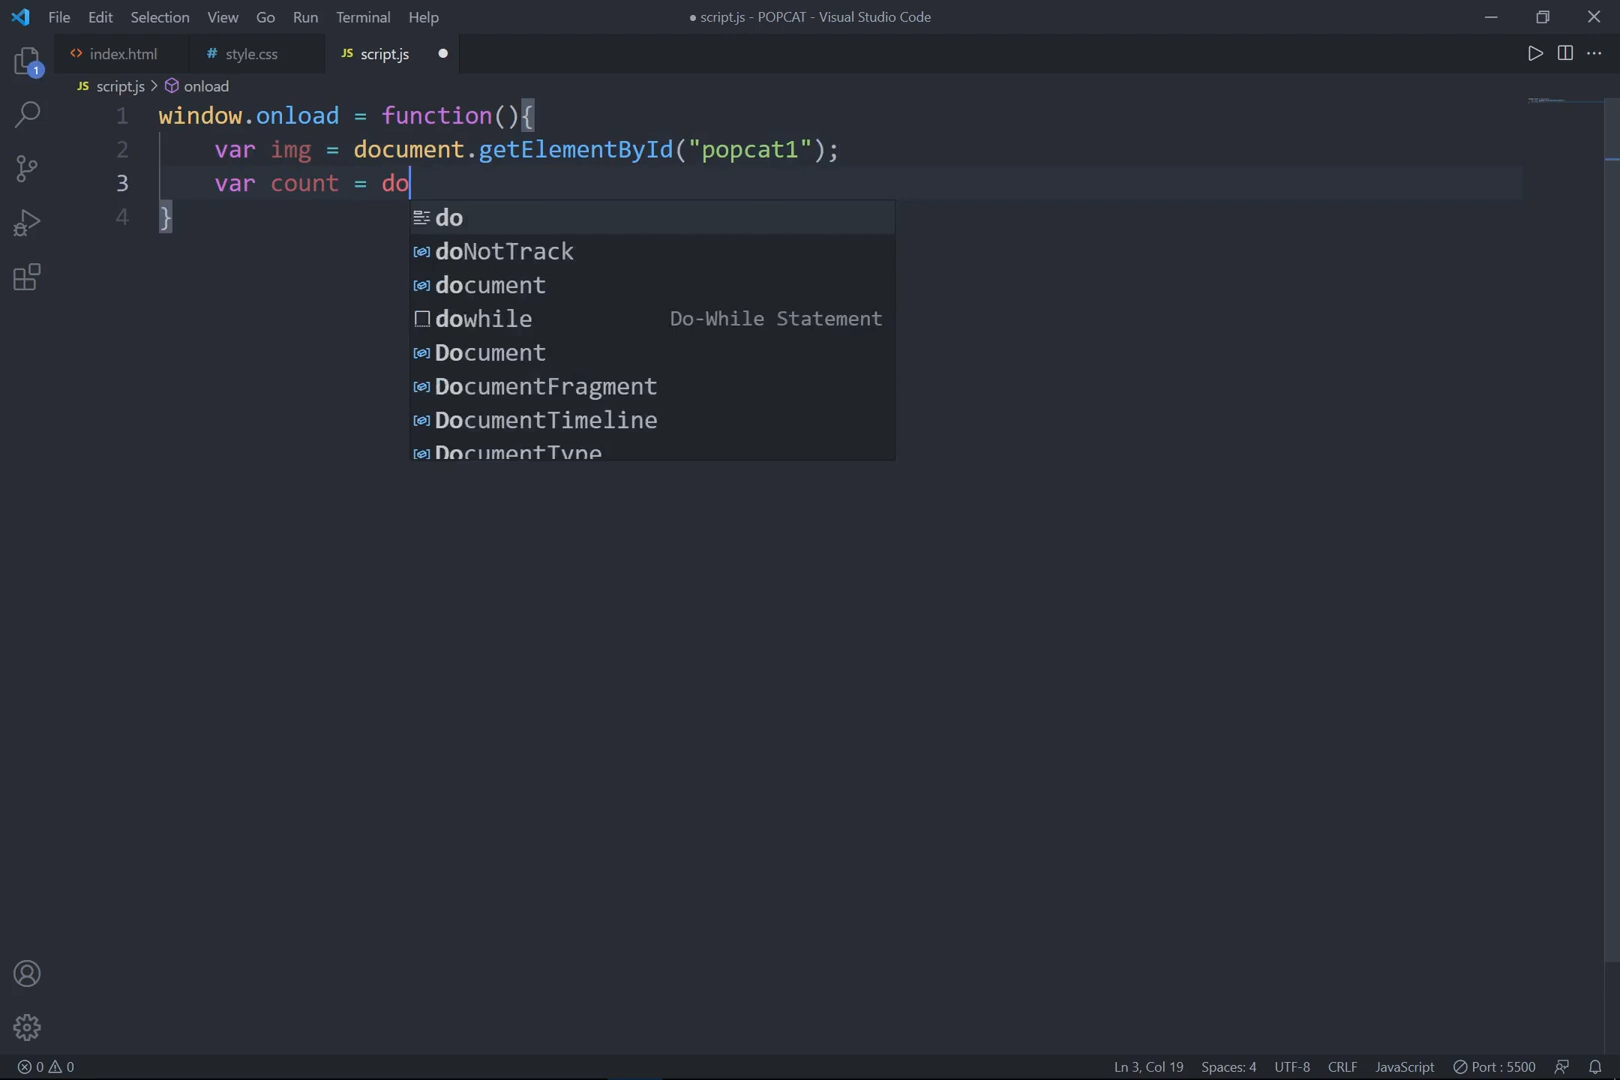 File Edit Selection View Go Run Terminal Help
● script.js - POPCAT - Visual Studio Code
<> index.html # style.css JS script.js ●
JS script.js > onload
1 window.onload = function(){
2 var img = document.getElementById("popcat1");
3 var count = do
4 }
do
doNotTrack
document
dowhile Do-While Statement
Document
DocumentFragment
DocumentTimeline
DocumentType
1
0 0
Ln 3, Col 19 Spaces: 4 UTF-8 CRLF JavaScript Port : 5500